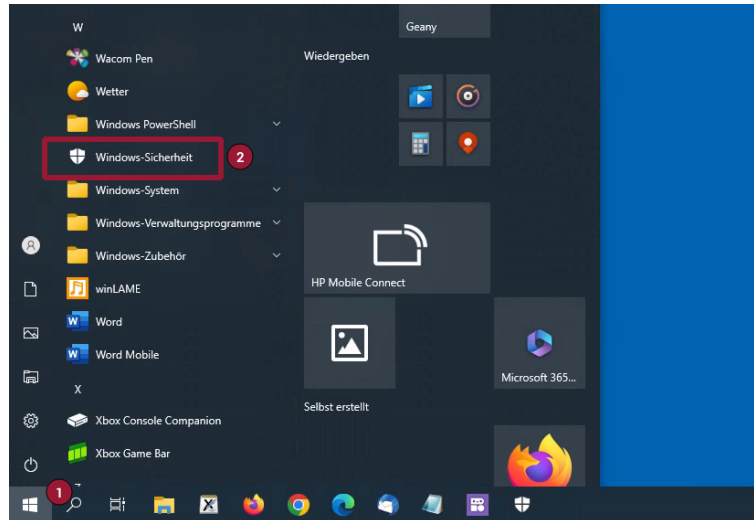 W
Wacom Pen
Wetter
Windows PowerShell
Windows-Sicherheit
2
Windows-System
Windows-Verwaltungsprogramme
Windows-Zubehör
winLAME
Word
Word Mobile
X
Xbox Console Companion
Xbox Game Bar
Geany
Wiedergeben
HP Mobile Connect
Microsoft 365...
Selbst erstellt
1